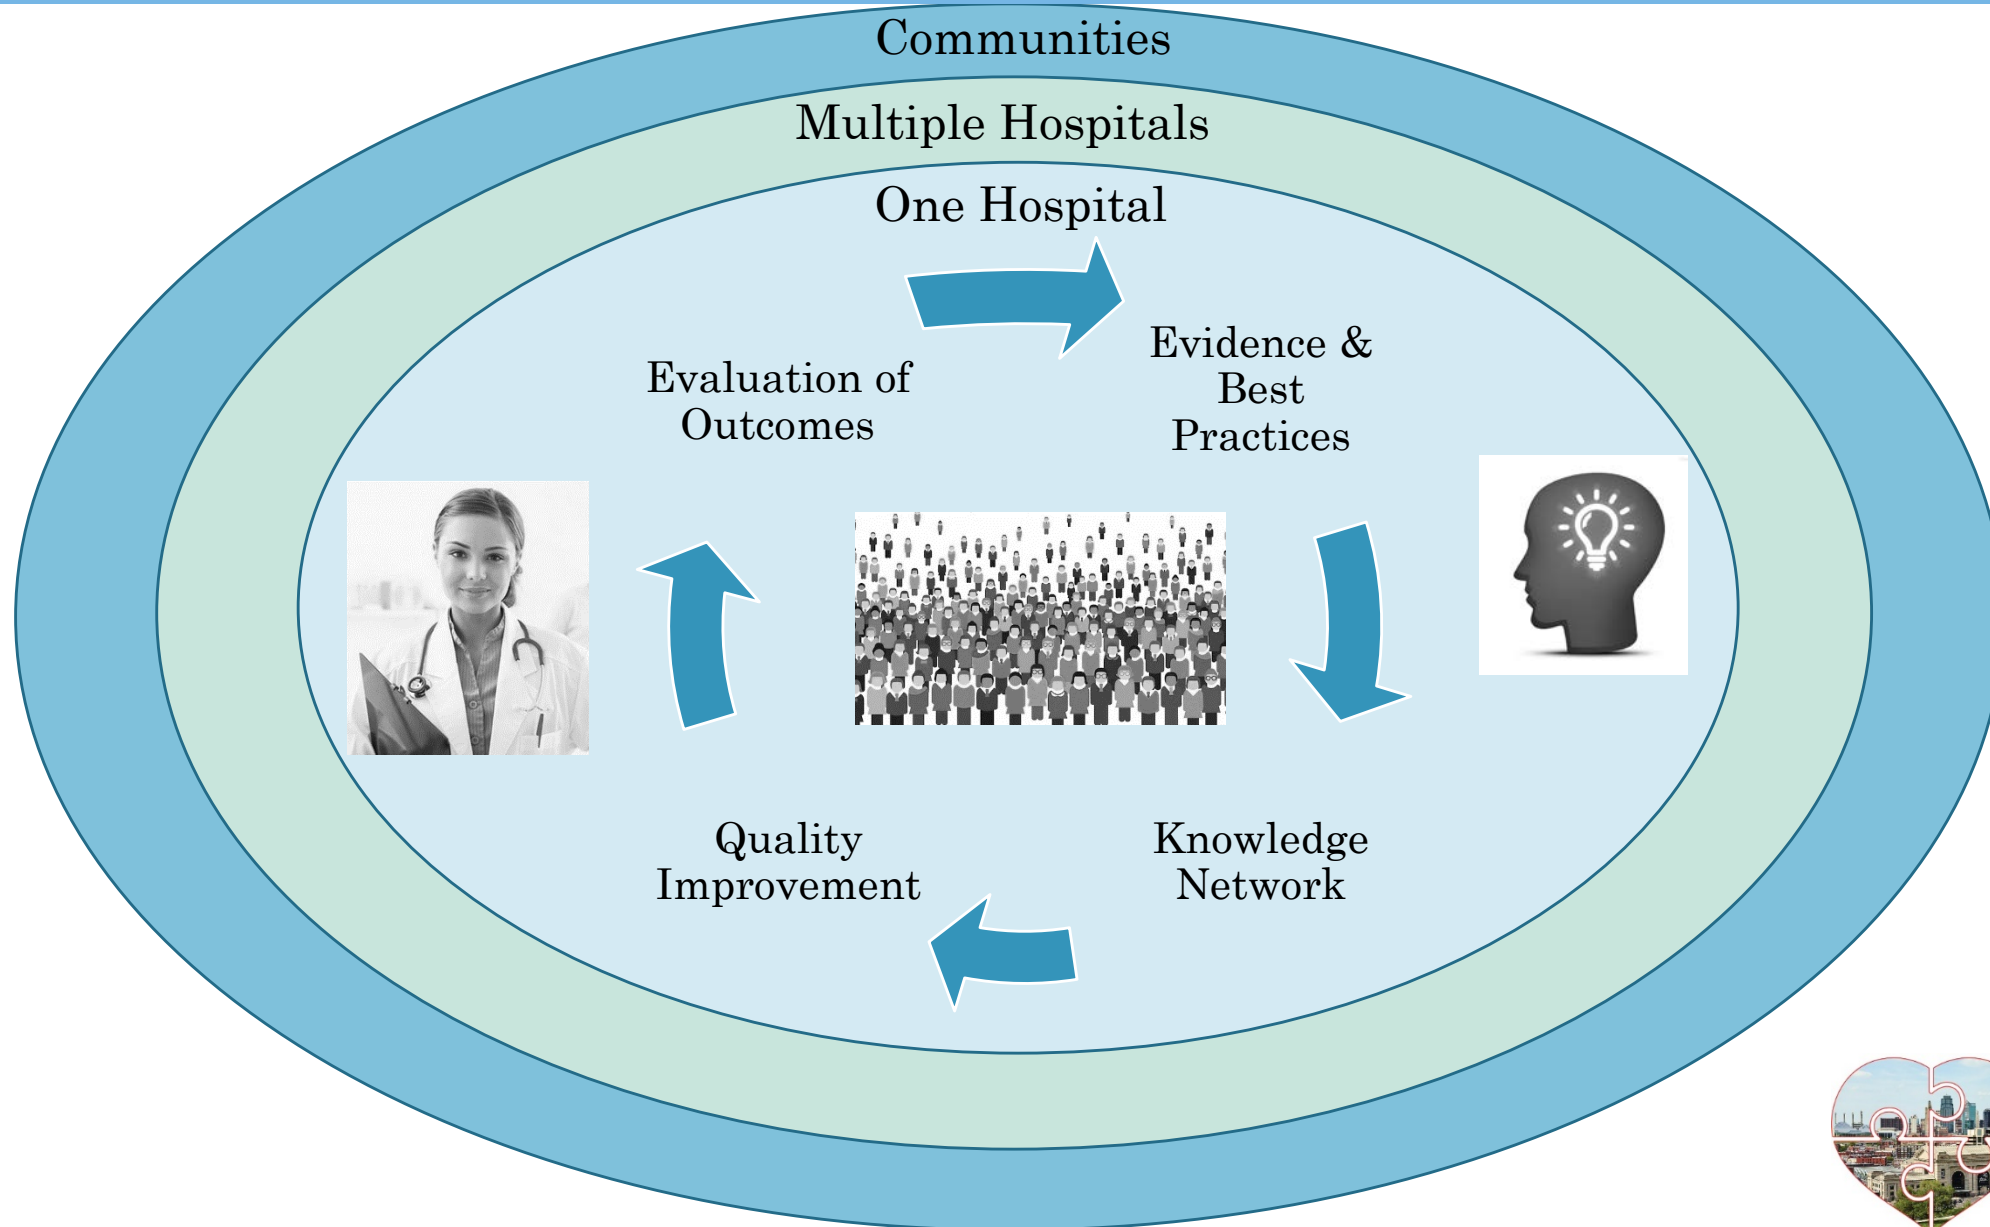 Communities
Multiple Hospitals
One Hospital
Evaluation of
Outcomes
Evidence &
Best
Practices
Quality
Improvement
Knowledge
Network